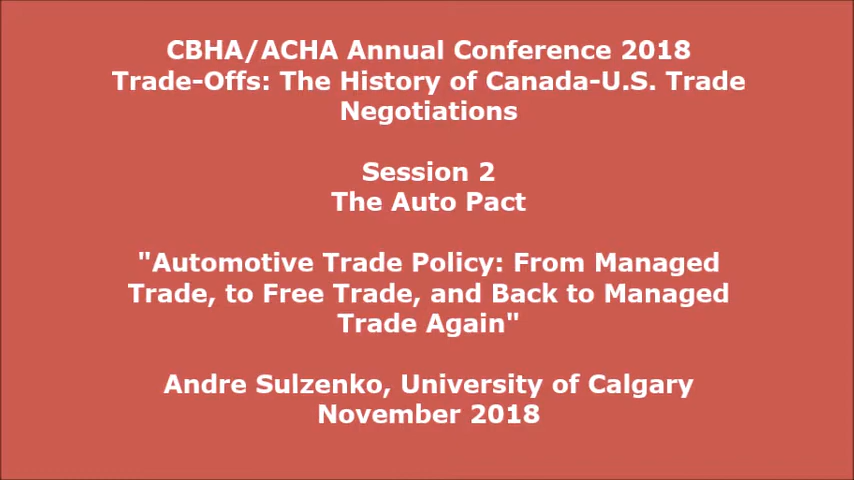 CBHA/ACHA Annual Conference 2018
Trade-Offs: The History of Canada-U.S. Trade
Negotiations
Session 2
The Auto Pact
"Automotive Trade Policy: From Managed
Trade, to Free Trade, and Back to Managed
Trade Again"
Andre Sulzenko, University of Calgary
November 2018